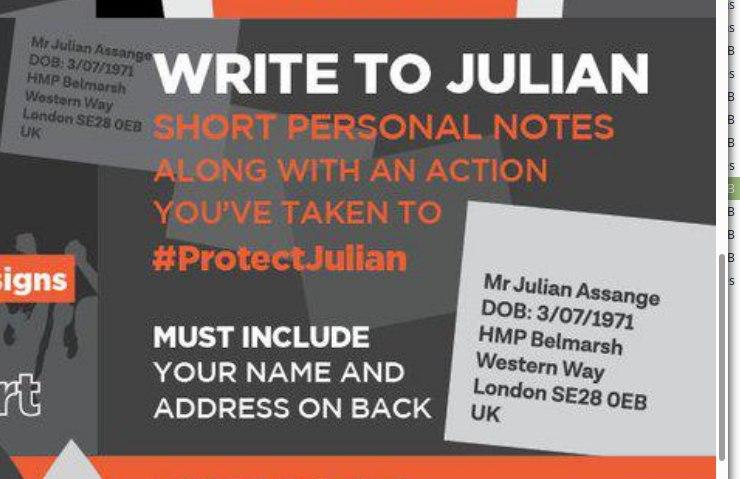 Mr Julian Assange
DOB: 3/07/1971
HMP Belmarsh
Western Way
London SE28 0EB
UK
WRITE TO JULIAN
SHORT PERSONAL NOTES
ALONG WITH AN ACTION
YOU'VE TAKEN TO
#ProtectJulian
signs
rt
MUST INCLUDE
YOUR NAME AND
ADDRESS ON BACK
Mr Julian Assange
DOB: 3/07/1971
HMP Belmarsh
Western Way
London SE28 0EB
UK
s
s
B
s
B
B
B
s
B
B
B
B
s